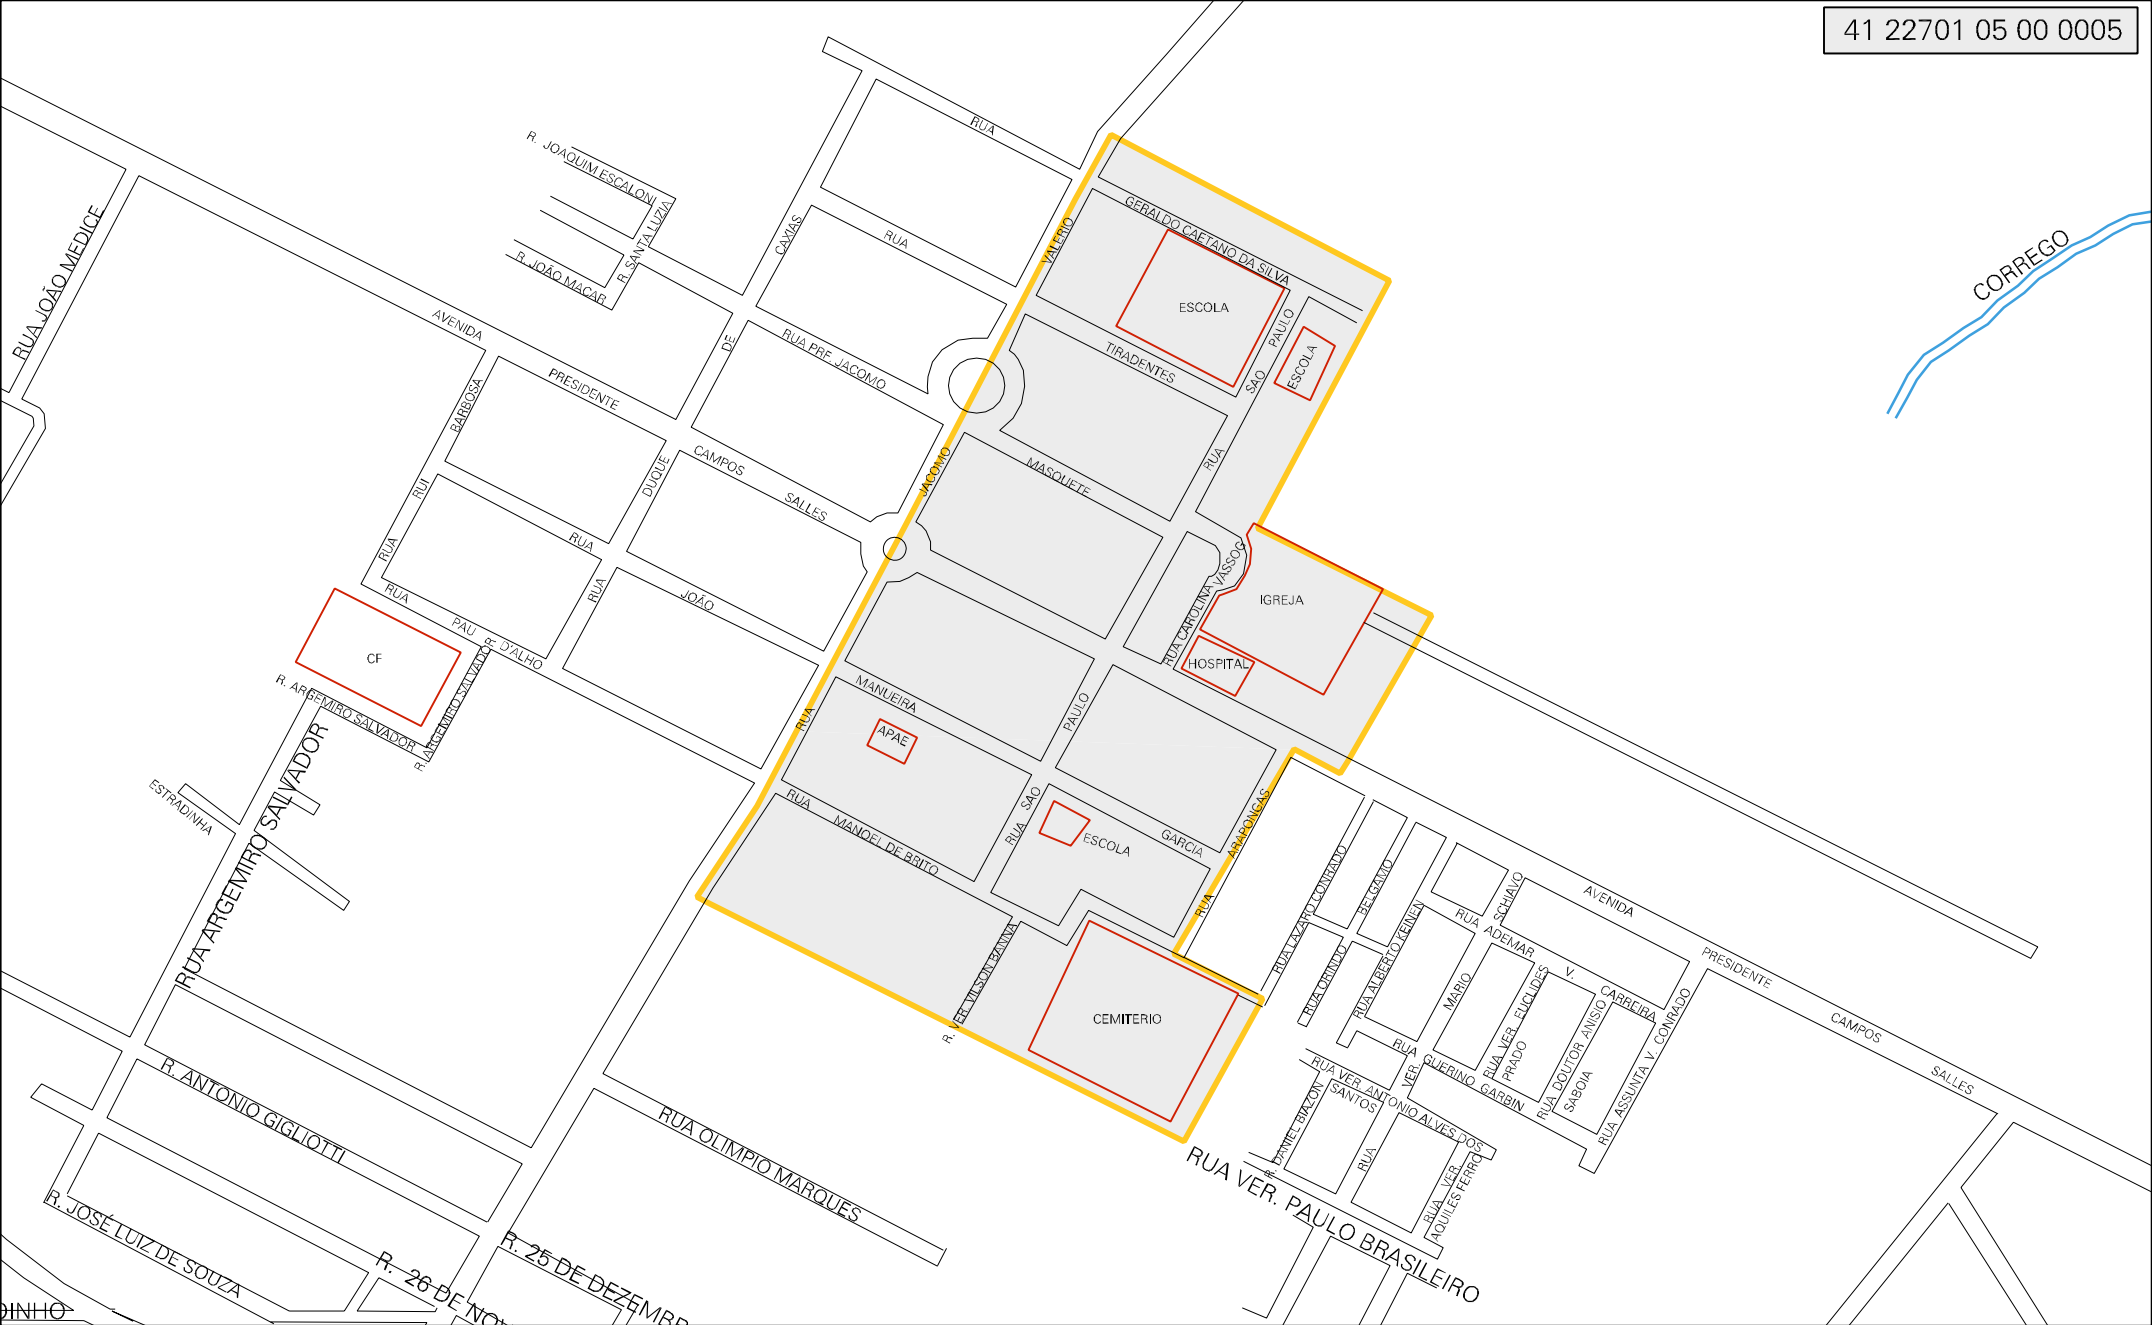 41 22701 05 00 0005
RUA
R. JOAQUIM ESCALONI
R. SANTA LUZIA
R. JOÃO MACAR
RUA JOÃO MEDICE
CORREGO
GERALDO CAETANO DA SILVA
VALERIO
CAXIAS
RUA
ESCOLA
ESCOLA
PAULO
SAO
RUA
TIRADENTES
AVENIDA
PRESIDENTE
CAMPOS
SALLES
DE
RUA PRF. JACOMO
BARBOSA
RUI
RUA
DUQUE
RUA
JACOMO
MASQUETE
RUA
JOÃO
RUA CAROLINA VASSOG
IGREJA
HOSPITAL
RUA
PAU D'ALHO
CF
R. ARGEMIRO SALVADOR
R. ARGEMIRO SALVADOR
RUA ARGEMIRO SALVADOR
ESTRADINHA
MANUEIRA
RUA
APAE
PAULO
SAO
RUA
ESCOLA
GARCIA
ARAPONGAS
RUA
RUA
MANOEL DE BRITO
R. VER. VILSON BANNA
CEMITERIO
RUA LAZARO CONRADO
BELGAMO
RUA ORINDO
RUA ALBERTO KEINEN
SCHIAVO
MARIO
VER.
RUA
RUA ADEMAR V. CARREIRA
AVENIDA
PRESIDENTE
CAMPOS
SALLES
RUA VER. EUCLIDES
PRADO
RUA DOUTOR ANISIO
SABOIA
RUA ASSUNTA V. CONRADO
RUA GUERINO GARBIN
RUA VER. ANTONIO ALVES DOS
SANTOS
R. DANIEL BIAZON
RUA VER.
AQUILES FERRO
RUA VER. PAULO BRASILEIRO
RUA OLIMPIO MARQUES
R. ANTONIO GIGLIOTTI
R. JOSÉ LUIZ DE SOUZA
R. 26 DE NOV
R. 25 DE DEZEMBR
DINHO